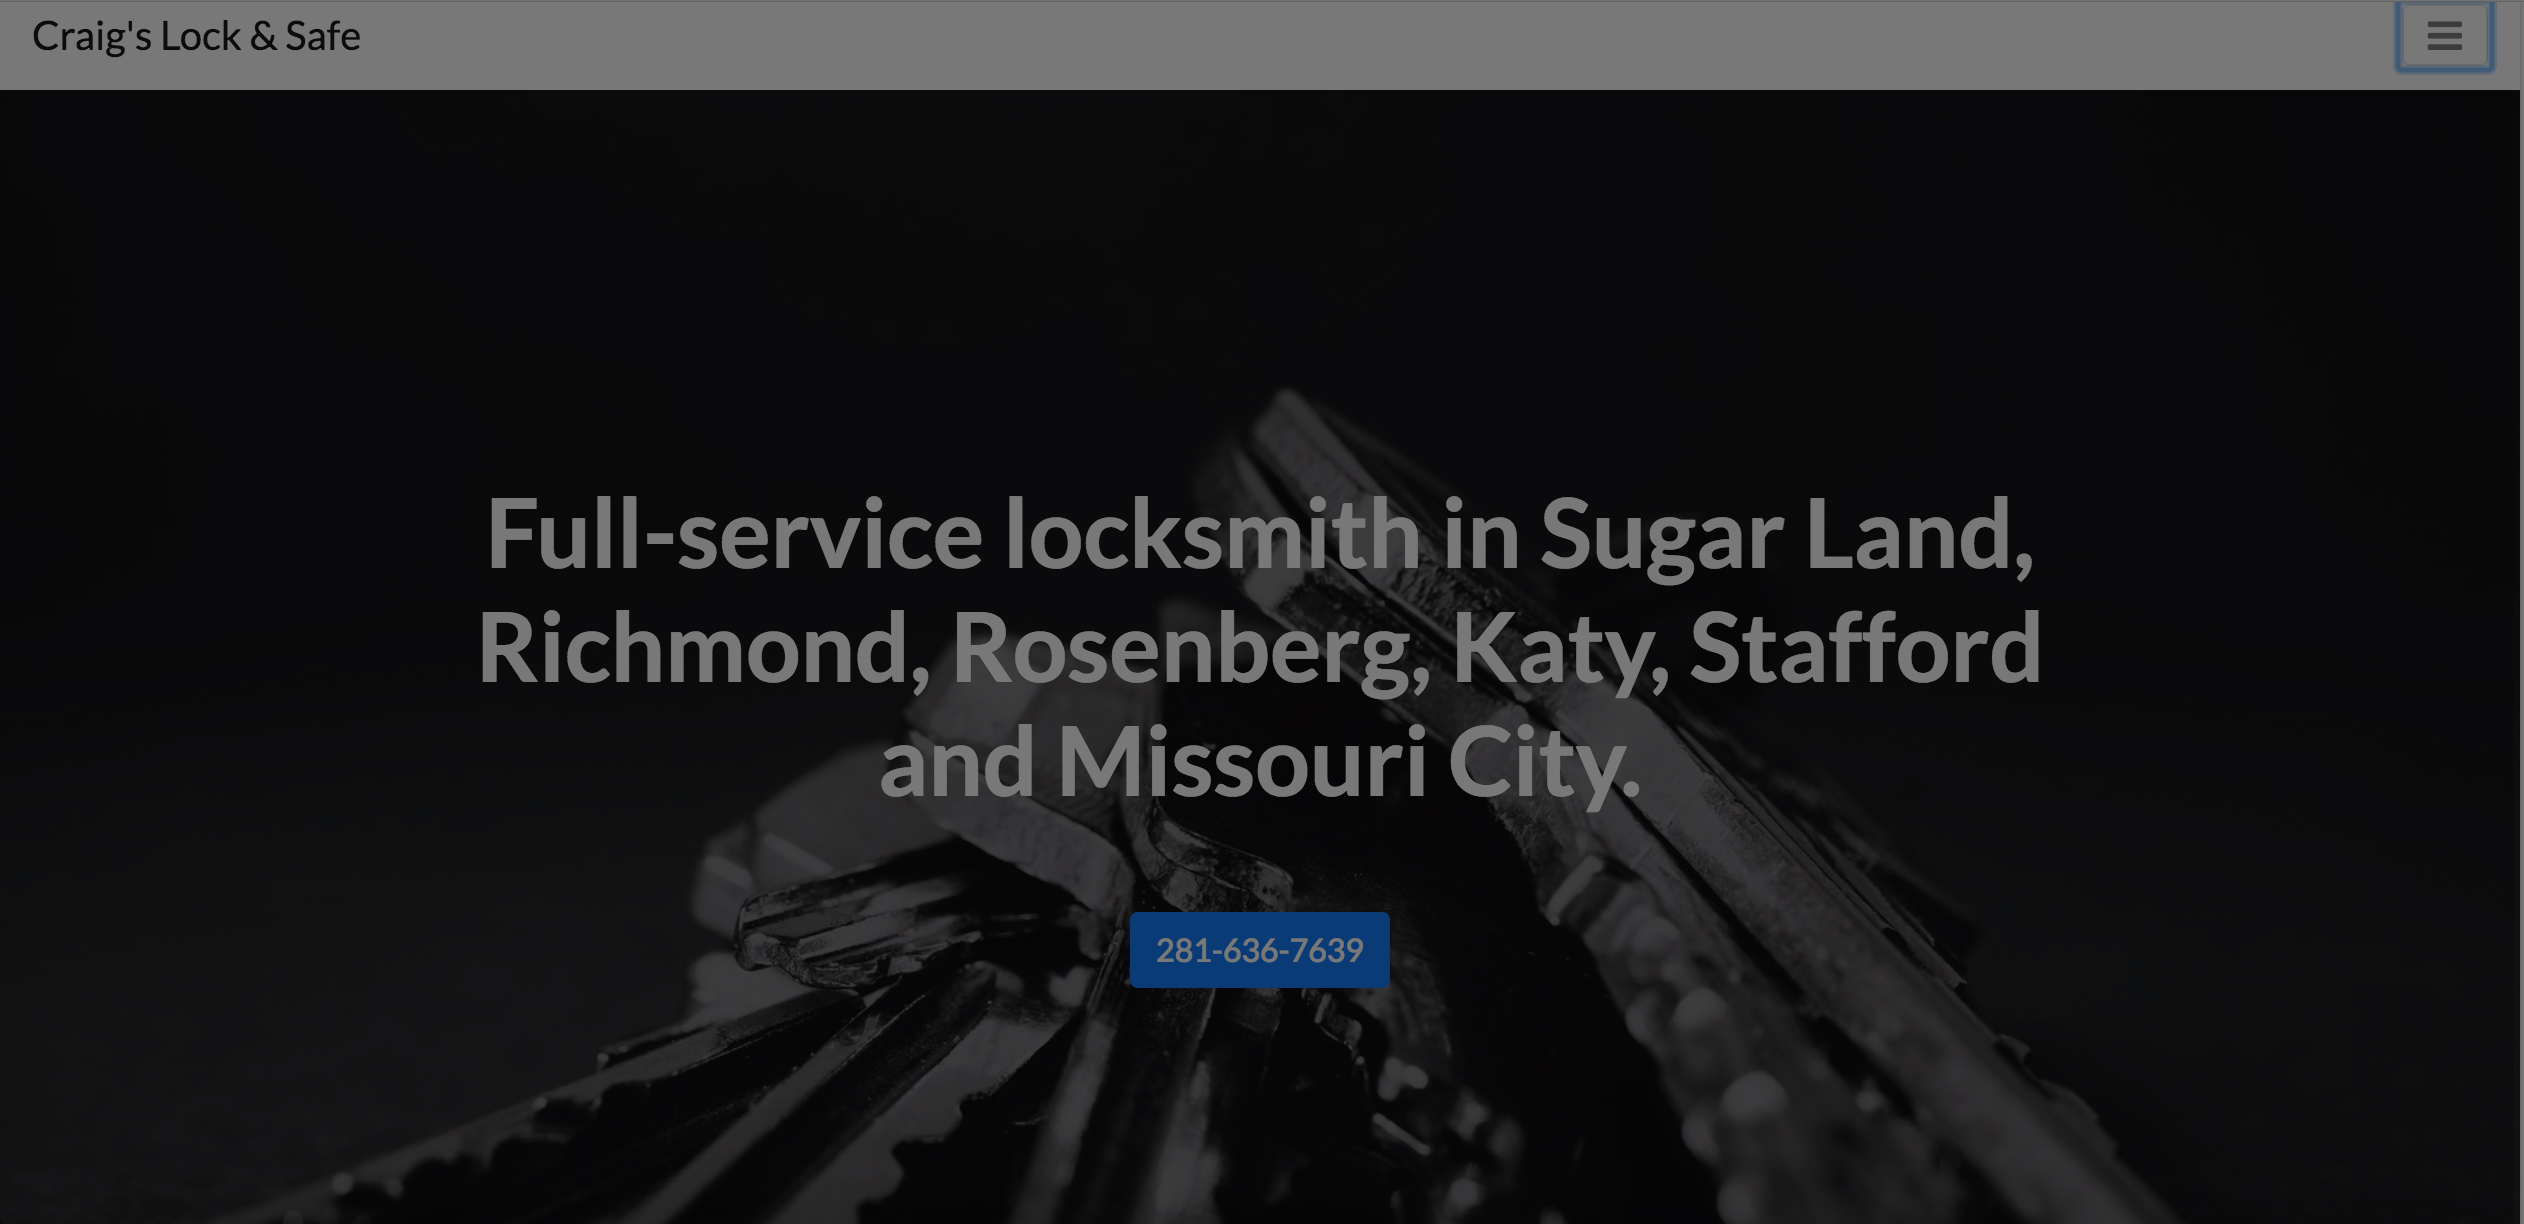 Craig's Lock & Safe
Full-service locksmith in Sugar Land,
Richmond, Rosenberg, Katy, Stafford
and Missouri City.
281-636-7639